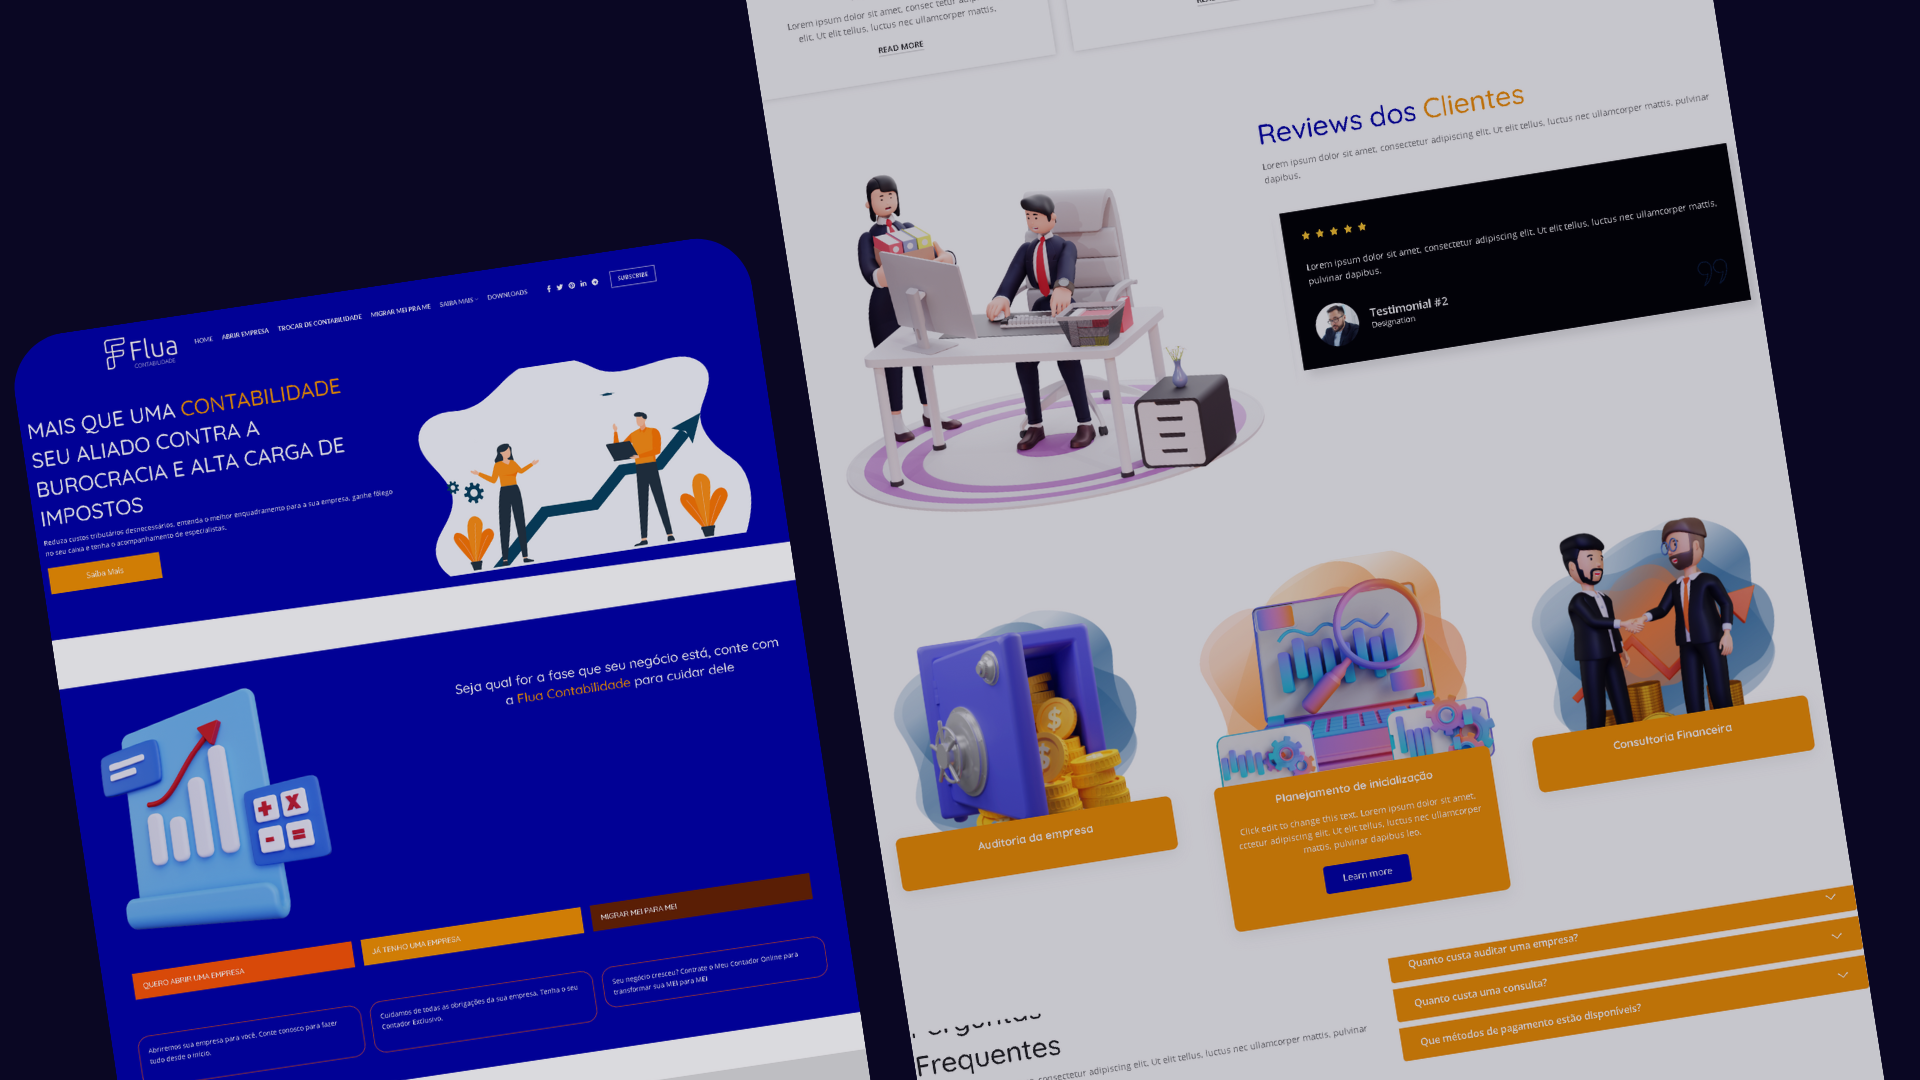 Flua
CONTABILIDADE
HOME
ABRIR EMPRESA
TROCAR DE CONTABILIDADE
MIGRAR MEI PRA ME
SAIBA MAIS
DOWNLOADS
SUBSCRIBE
MAIS QUE UMA CONTABILIDADE
SEU ALIADO CONTRA A
BUROCRACIA E ALTA CARGA DE
IMPOSTOS
Reduza custos tributários desnecessários, entenda o melhor enquadramento para a sua empresa, ganhe fôlego
no seu caixa e tenha o acompanhamento de especialistas.
Saiba Mais
Seja qual for a fase que seu negócio está, conte com
a Flua Contabilidade para cuidar dele
QUERO ABRIR UMA EMPRESA
JÁ TENHO UMA EMPRESA
MIGRAR MEI PARA MEI
Abriremos sua empresa para você. Conte conosco para fazer
tudo desde o início.
Cuidamos de todas as obrigações da sua empresa. Tenha o seu
Contador Exclusivo.
Seu negócio cresceu? Contrate o Meu Contador Online para
transformar sua MEI para MEI
Lorem ipsum dolor sit amet, consec tetur
elit. Ut elit tellus, luctus nec ullamcorper mattis.
READ MORE
Reviews dos Clientes
Lorem ipsum dolor sit amet, consectetur adipiscing elit. Ut elit tellus, luctus nec ullamcorper mattis, pulvinar
dapibus.
Lorem ipsum dolor sit amet, consectetur adipiscing elit. Ut elit tellus, luctus nec ullamcorper mattis,
pulvinar dapibus.
Testimonial #2
Designation
Auditoria da empresa
Planejamento de inicialização
Click edit to change this text. Lorem ipsum dolor sit amet,
cctetur adipiscing elit. Ut elit tellus, luctus nec ullamcorper
mattis, pulvinar dapibus leo.
Learn more
Consultoria Financeira
Perguntas
Frequentes
consectetur adipiscing elit. Ut elit tellus, luctus nec ullamcorper mattis, pulvinar
Quanto custa auditar uma empresa?
Quanto custa uma consulta?
Que métodos de pagamento estão disponíveis?